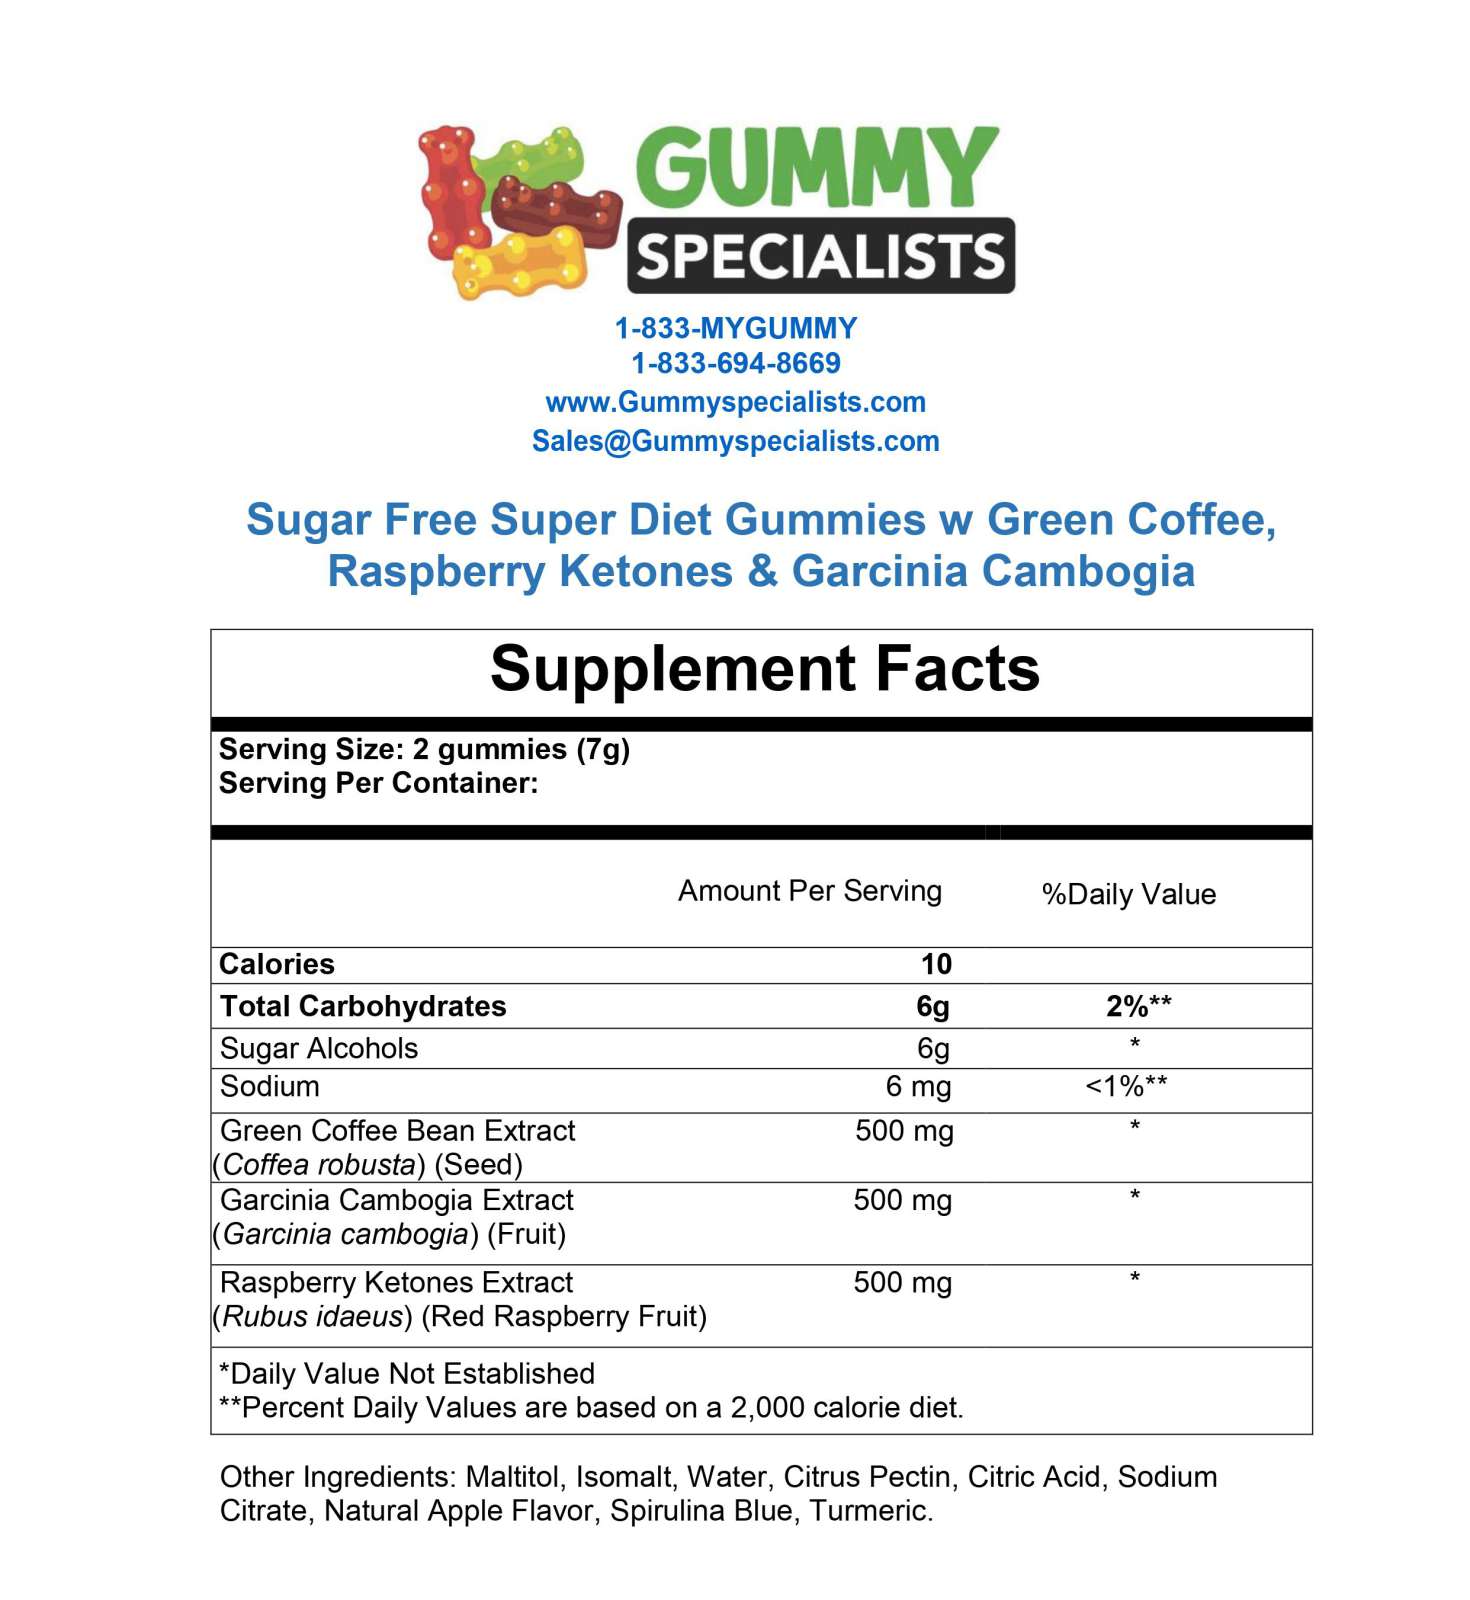 GUMMY
SPECIALISTS
1-833-MYGUMMY
1-833-694-8669
www.Gummyspecialists.com
Sales@Gummyspecialists.com
Sugar Free Super Diet Gummies w Green Coffee,
Raspberry Ketones & Garcinia Cambogia
Supplement Facts
Serving Size: 2 gummies (7g)
Serving Per Container:
Amount Per Serving %Daily Value
Calories 10
Total Carbohydrates 6g 2%**
Sugar Alcohols 6g *
Sodium 6 mg <1%**
Green Coffee Bean Extract 500 mg *
(Coffea robusta) (Seed)
Garcinia Cambogia Extract 500 mg *
(Garcinia cambogia) (Fruit)
Raspberry Ketones Extract 500 mg *
(Rubus idaeus) (Red Raspberry Fruit)
*Daily Value Not Established
**Percent Daily Values are based on a 2,000 calorie diet.
Other Ingredients: Maltitol, Isomalt, Water, Citrus Pectin, Citric Acid, Sodium
Citrate, Natural Apple Flavor, Spirulina Blue, Turmeric.